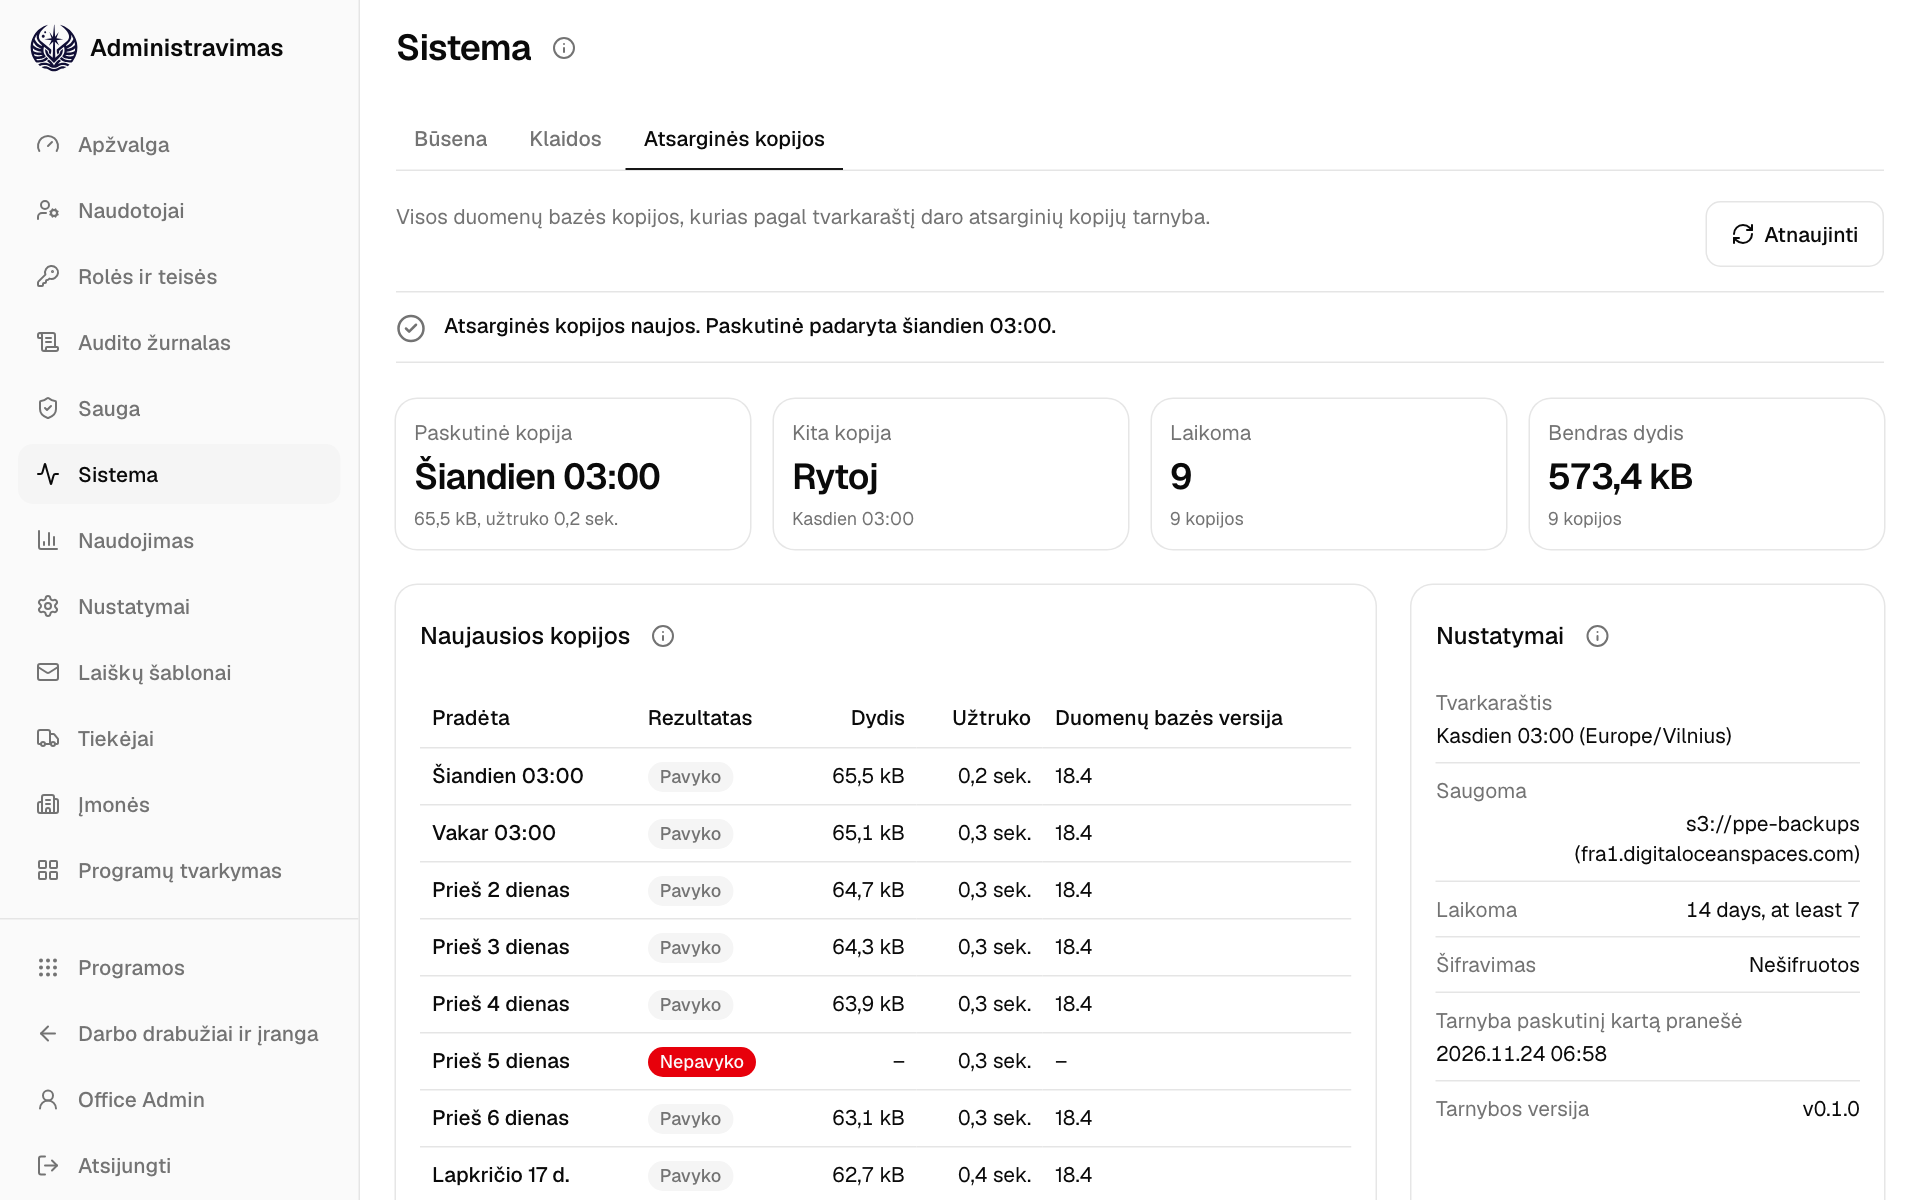 Administravimas
Apžvalga
Naudotojai
Rolės ir teisės
Audito žurnalas
Sauga
Sistema
Naudojimas
Nustatymai
Laiškų šablonai
Tiekėjai
Įmonės
Programų tvarkymas
Programos
Darbo drabužiai ir įranga
Office Admin
Atsijungti
Sistema
Būsena Klaidos Atsarginės kopijos
Visos duomenų bazės kopijos, kurias pagal tvarkaraštį daro atsarginių kopijų tarnyba.
Atnaujinti
Atsarginės kopijos naujos. Paskutinė padaryta šiandien 03:00.
Paskutinė kopija
Šiandien 03:00
65,5 kB, užtruko 0,2 sek.
Kita kopija
Rytoj
Kasdien 03:00
Laikoma
9
9 kopijos
Bendras dydis
573,4 kB
9 kopijos
Naujausios kopijos
Pradėta Rezultatas Dydis Užtruko Duomenų bazės versija
Šiandien 03:00 Pavyko 65,5 kB 0,2 sek. 18.4
Vakar 03:00 Pavyko 65,1 kB 0,3 sek. 18.4
Prieš 2 dienas Pavyko 64,7 kB 0,3 sek. 18.4
Prieš 3 dienas Pavyko 64,3 kB 0,3 sek. 18.4
Prieš 4 dienas Pavyko 63,9 kB 0,3 sek. 18.4
Prieš 5 dienas Nepavyko – 0,3 sek. –
Prieš 6 dienas Pavyko 63,1 kB 0,3 sek. 18.4
Lapkričio 17 d. Pavyko 62,7 kB 0,4 sek. 18.4
Nustatymai
Tvarkaraštis
Kasdien 03:00 (Europe/Vilnius)
Saugoma
s3://ppe-backups
(fra1.digitaloceanspaces.com)
Laikoma 14 days, at least 7
Šifravimas Nešifruotos
Tarnyba paskutinį kartą pranešė
2026.11.24 06:58
Tarnybos versija v0.1.0